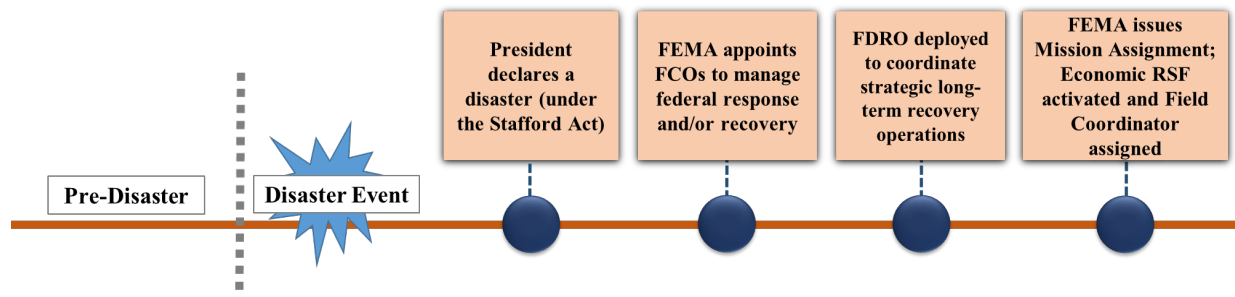 President
declares a
disaster (under
the Stafford Act)
FEMA appoints
FCOs to manage
federal response
and/or recovery
FDRO deployed
to coordinate
strategic long-
term recovery
operations
FEMA issues
Mission Assignment;
Economic RSF
activated and Field
Coordinator
assigned
Pre-Disaster
Disaster Event